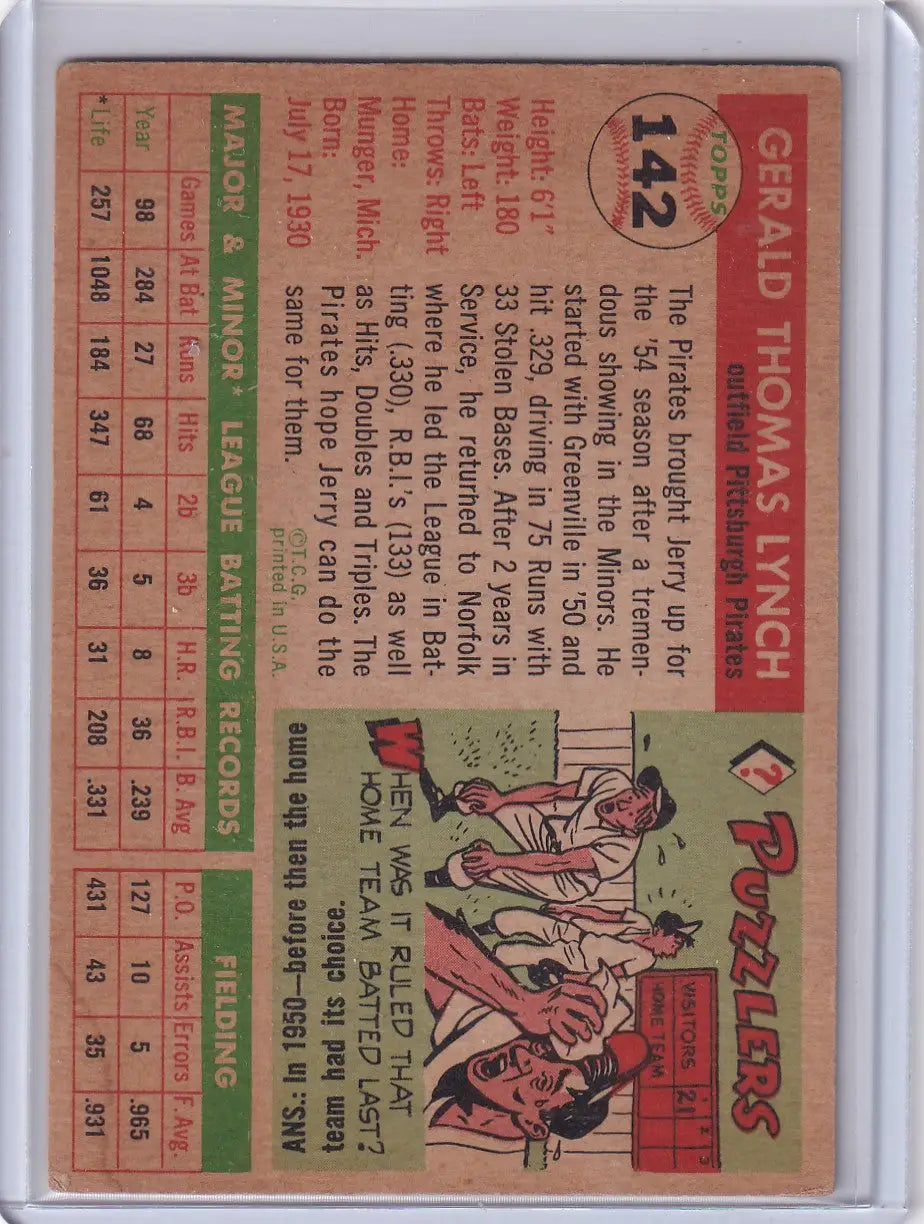 GERALD THOMAS LYNCH
outfield Pittsburgh Pirates
TOPPS
142
Height: 6'1"
Weight: 180
Bats: Left
Throws: Right
Home:
Munger, Mich.
Born:
July 17, 1930
The Pirates brought Jerry up for
the '54 season after a tremen-
dous showing in the Minors. He
started with Greenville in '50 and
hit .329, driving in 75 Runs with
33 Stolen Bases. After 2 years in
Service, he returned to Norfolk
where he led the League in Bat-
ting (.330), R.B.I.'s (133) as well
as Hits, Doubles and Triples. The
Pirates hope Jerry can do the
same for them.
©T.C.G.
printed in U.S.A.
? PUZZLERS
VISITORS 21
HOME TEAM
1 2 3
WHEN WAS IT RULED THAT
HOME TEAM BATTED LAST?
ANS.: In 1950—before then the home
team had its choice.
MAJOR & MINOR* LEAGUE BATTING RECORDS FIELDING
Games At Bat Runs Hits 2b 3b H.R. R.B.I. B. Avg P.O. Assists Errors F. Avg.
Year 98 284 27 68 4 5 8 36 .239 127 10 5 .965
*Life 257 1048 184 347 61 36 31 208 .331 431 43 35 .931